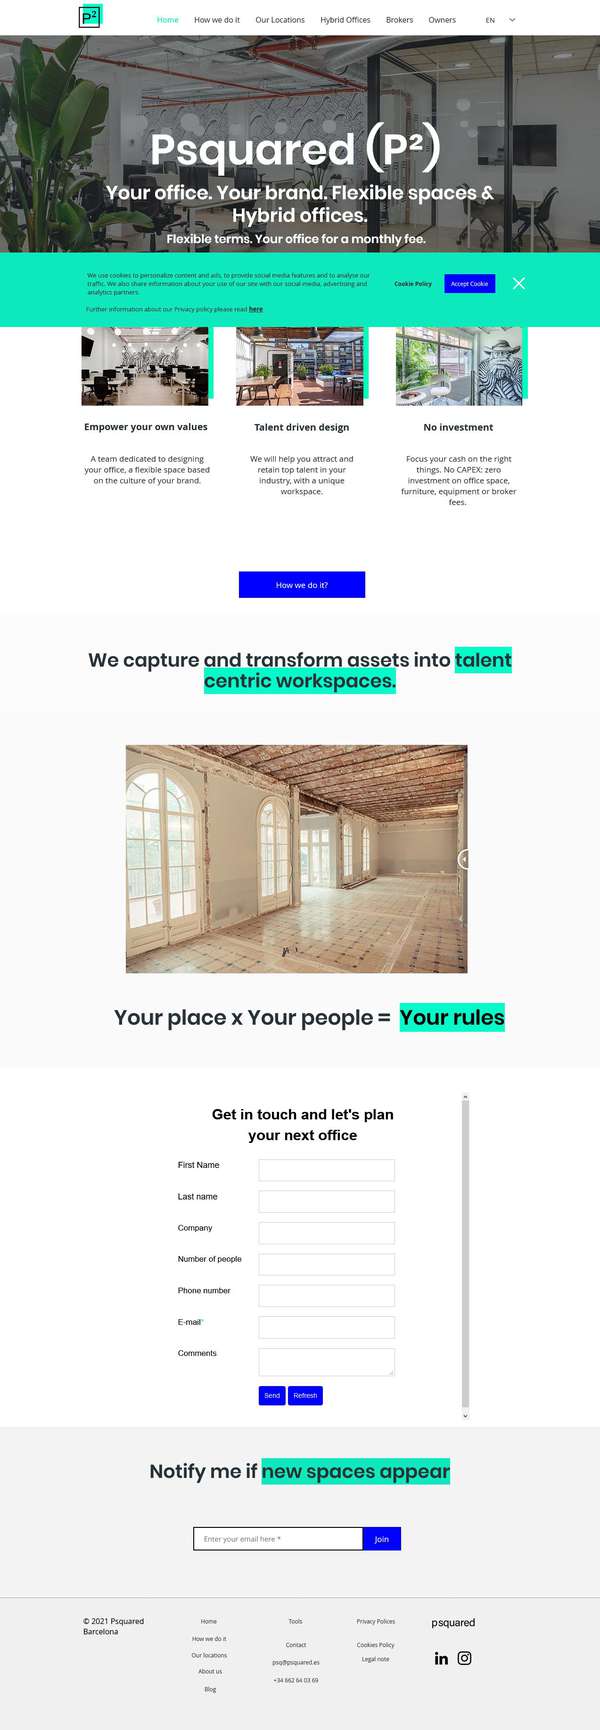 P²
Home How we do it Our Locations Hybrid Offices Brokers Owners EN
Psquared (P²)
Your office. Your brand. Flexible spaces &
Hybrid offices.
Flexible terms. Your office for a monthly fee.
We use cookies to personalize content and ads, to provide social media features and to analyse our
traffic. We also share information about your use of our site with our social media, advertising and
analytics partners.
Further information about our Privacy policy please read here
Cookie Policy
Accept Cookie
Empower your own values
A team dedicated to designing
your office, a flexible space based
on the culture of your brand.
Talent driven design
We will help you attract and
retain top talent in your
industry, with a unique
workspace.
No investment
Focus your cash on the right
things. No CAPEX: zero
investment on office space,
furniture, equipment or broker
fees.
How we do it?
We capture and transform assets into talent
centric workspaces.
Your place x Your people = Your rules
Get in touch and let's plan
your next office
First Name
Last name
Company
Number of people
Phone number
E-mail*
Comments
Send Refresh
Notify me if new spaces appear
Enter your email here * Join
© 2021 Psquared
Barcelona
Home
How we do it
Our locations
About us
Blog
Tools
Contact
psq@psquared.es
+34 662 64 03 69
Privacy Polices
Cookies Policy
Legal note
psquared
in